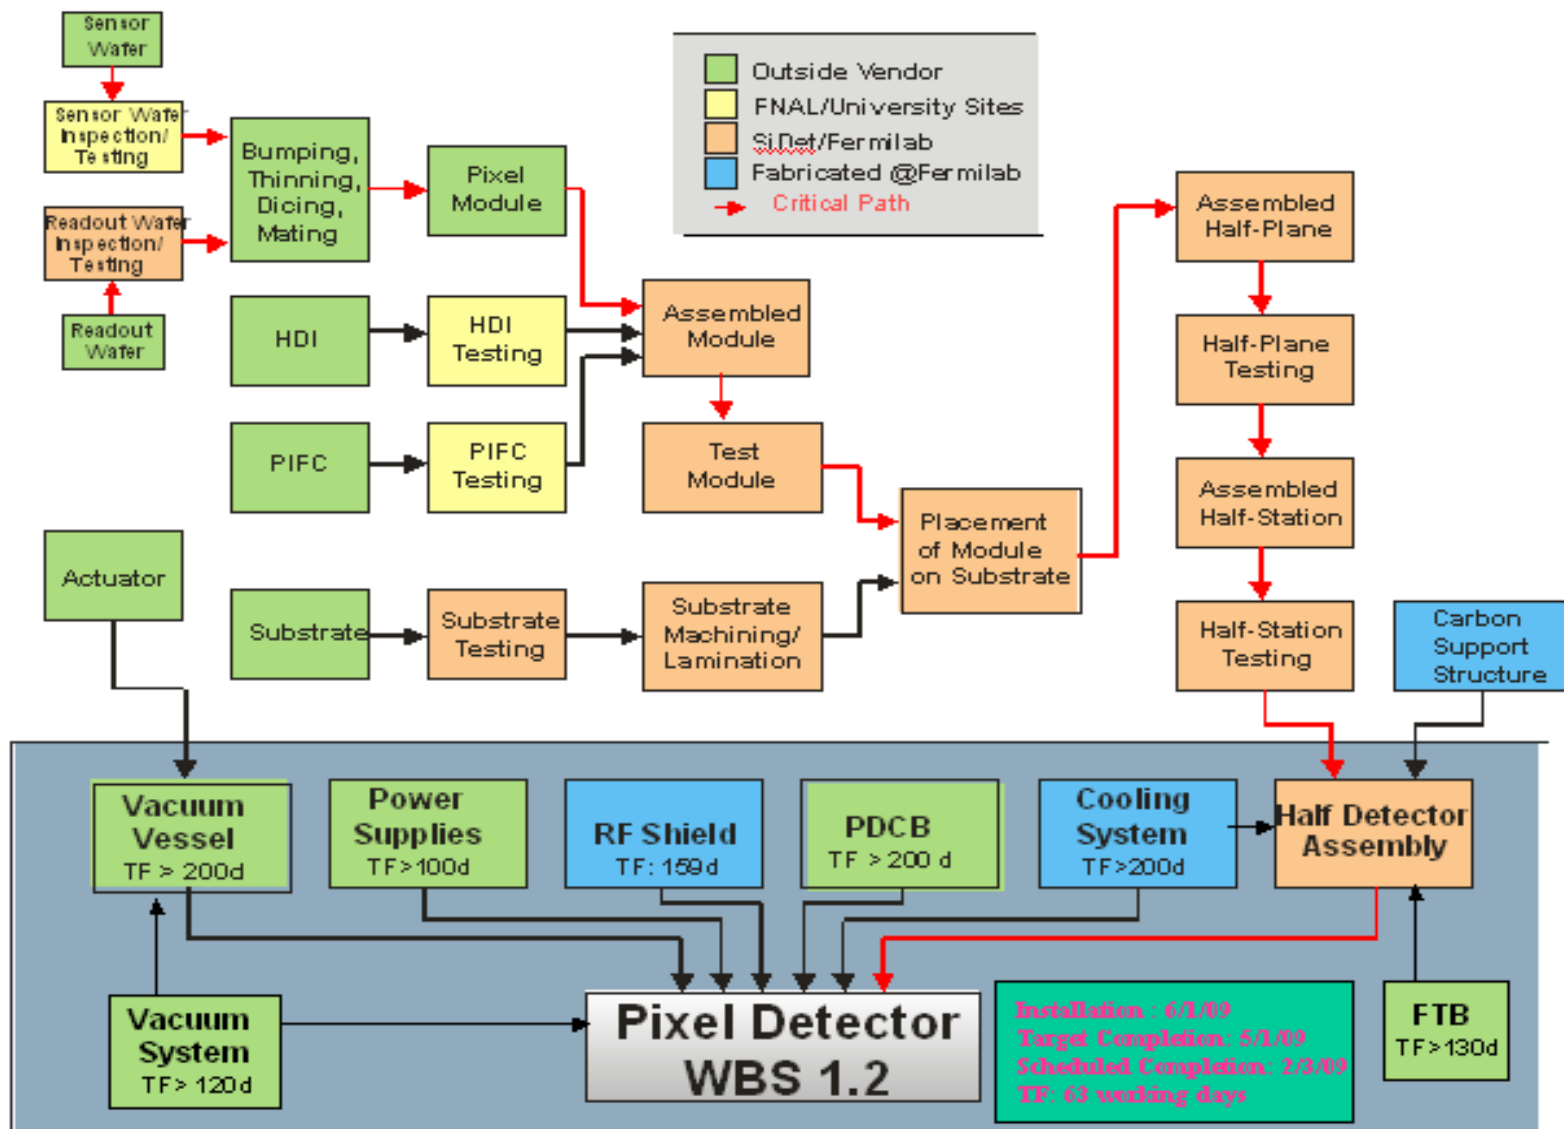 Sensor
Wafer
Sensor Wafer
Inspection/
Testing
Readout Wafer
Inspection/
Testing
Readout
Wafer
Bumping,
Thinning,
Dicing,
Mating
Pixel
Module
Outside Vendor
FNAL/University Sites
SiDet/Fermilab
Fabricated @Fermilab
Critical Path
HDI
HDI
Testing
Assembled
Module
PIFC
PIFC
Testing
Test
Module
Placement
of Module
on Substrate
Actuator
Substrate
Substrate
Testing
Substrate
Machining/
Lamination
Assembled
Half-Plane
Half-Plane
Testing
Assembled
Half-Station
Half-Station
Testing
Carbon
Support
Structure
Vacuum
Vessel
TF > 200d
Power
Supplies
TF>100d
RF Shield
TF: 159d
PDCB
TF > 200 d
Cooling
System
TF>200d
Half Detector
Assembly
Vacuum
System
TF> 120d
Pixel Detector
WBS 1.2
Installation : 6/1/09
Target Completion: 5/1/09
Scheduled Completion: 2/3/09
TF: 63 working days
FTB
TF>130d